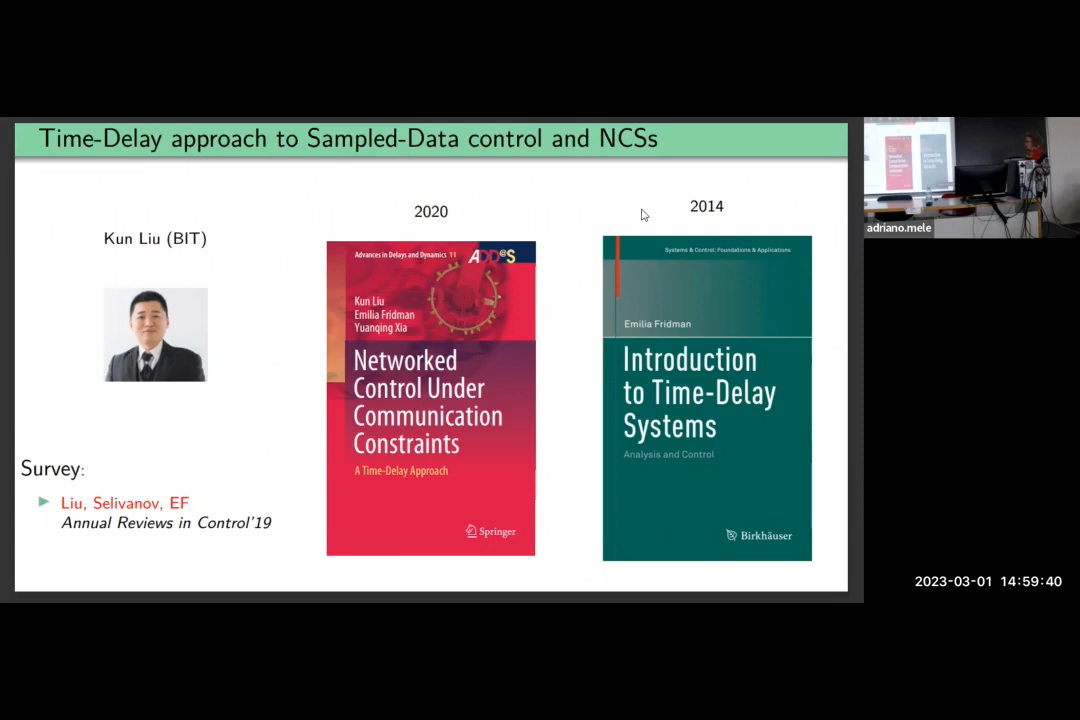 Time-Delay approach to Sampled-Data control and NCSs
Kun Liu (BIT)
2020
2014
Advances in Delays and Dynamics 11
ADD@S
Kun Liu
Emilia Fridman
Yuanqing Xia
Networked
Control Under
Communication
Constraints
A Time-Delay Approach
Springer
Systems & Control: Foundations & Applications
Emilia Fridman
Introduction
to Time-Delay
Systems
Analysis and Control
Birkhäuser
Survey:
Liu, Selivanov, EF
Annual Reviews in Control'19
adriano.mele
2023-03-01 14:59:40